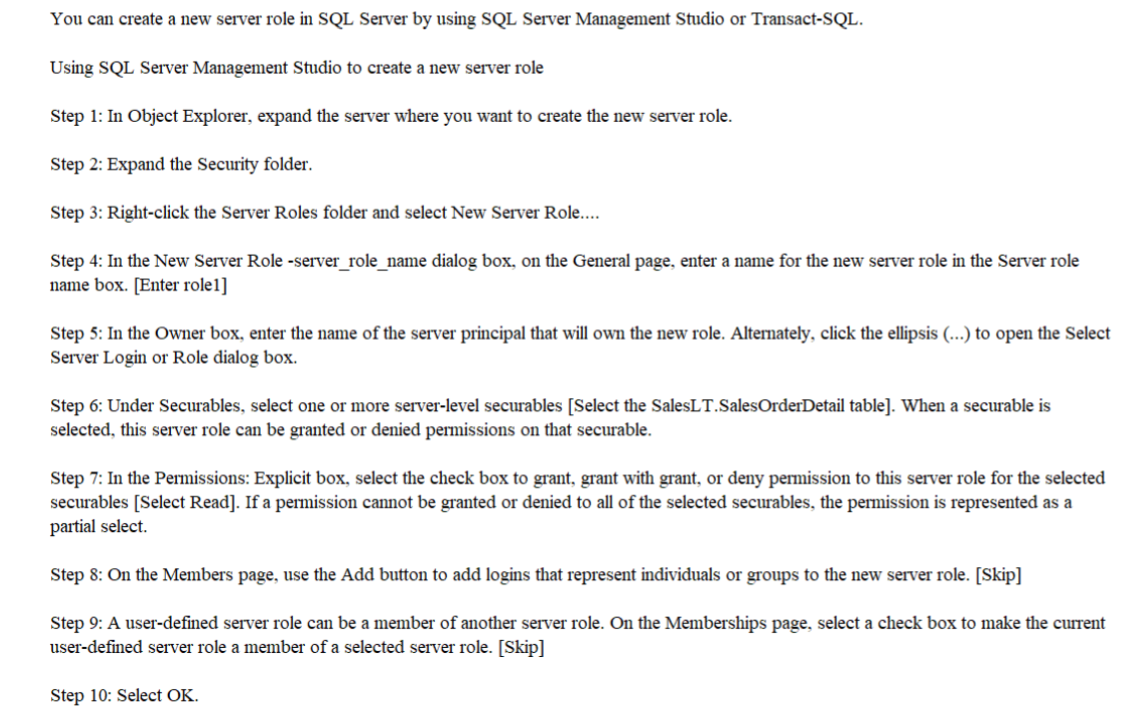 You can create a new server role in SQL Server by using SQL Server Management Studio or Transact-SQL.
Using SQL Server Management Studio to create a new server role
Step 1: In Object Explorer, expand the server where you want to create the new server role.
Step 2: Expand the Security folder.
Step 3: Right-click the Server Roles folder and select New Server Role....
Step 4: In the New Server Role -server_role_name dialog box, on the General page, enter a name for the new server role in the Server role
name box. [Enter role1]
Step 5: In the Owner box, enter the name of the server principal that will own the new role. Alternately, click the ellipsis (...) to open the Select
Server Login or Role dialog box.
Step 6: Under Securables, select one or more server-level securables [Select the SalesLT.SalesOrderDetail table]. When a securable is
selected, this server role can be granted or denied permissions on that securable.
Step 7: In the Permissions: Explicit box, select the check box to grant, grant with grant, or deny permission to this server role for the selected
securables [Select Read]. If a permission cannot be granted or denied to all of the selected securables, the permission is represented as a
partial select.
Step 8: On the Members page, use the Add button to add logins that represent individuals or groups to the new server role. [Skip]
Step 9: A user-defined server role can be a member of another server role. On the Memberships page, select a check box to make the current
user-defined server role a member of a selected server role. [Skip]
Step 10: Select OK.